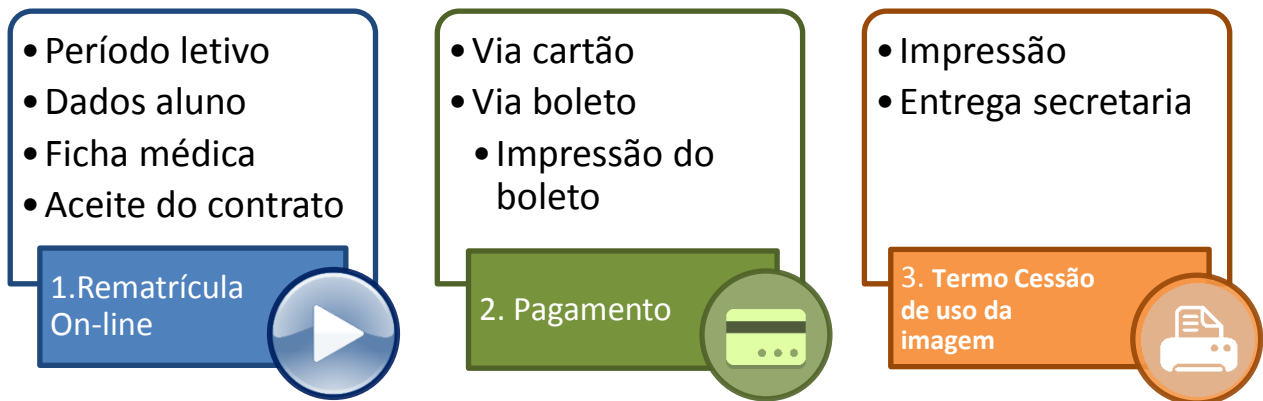 • Período letivo
• Dados aluno
• Ficha médica
• Aceite do contrato
1.Rematrícula
On-line
• Via cartão
• Via boleto
• Impressão do
boleto
2. Pagamento
• Impressão
• Entrega secretaria
3. Termo Cessão
de uso da
imagem